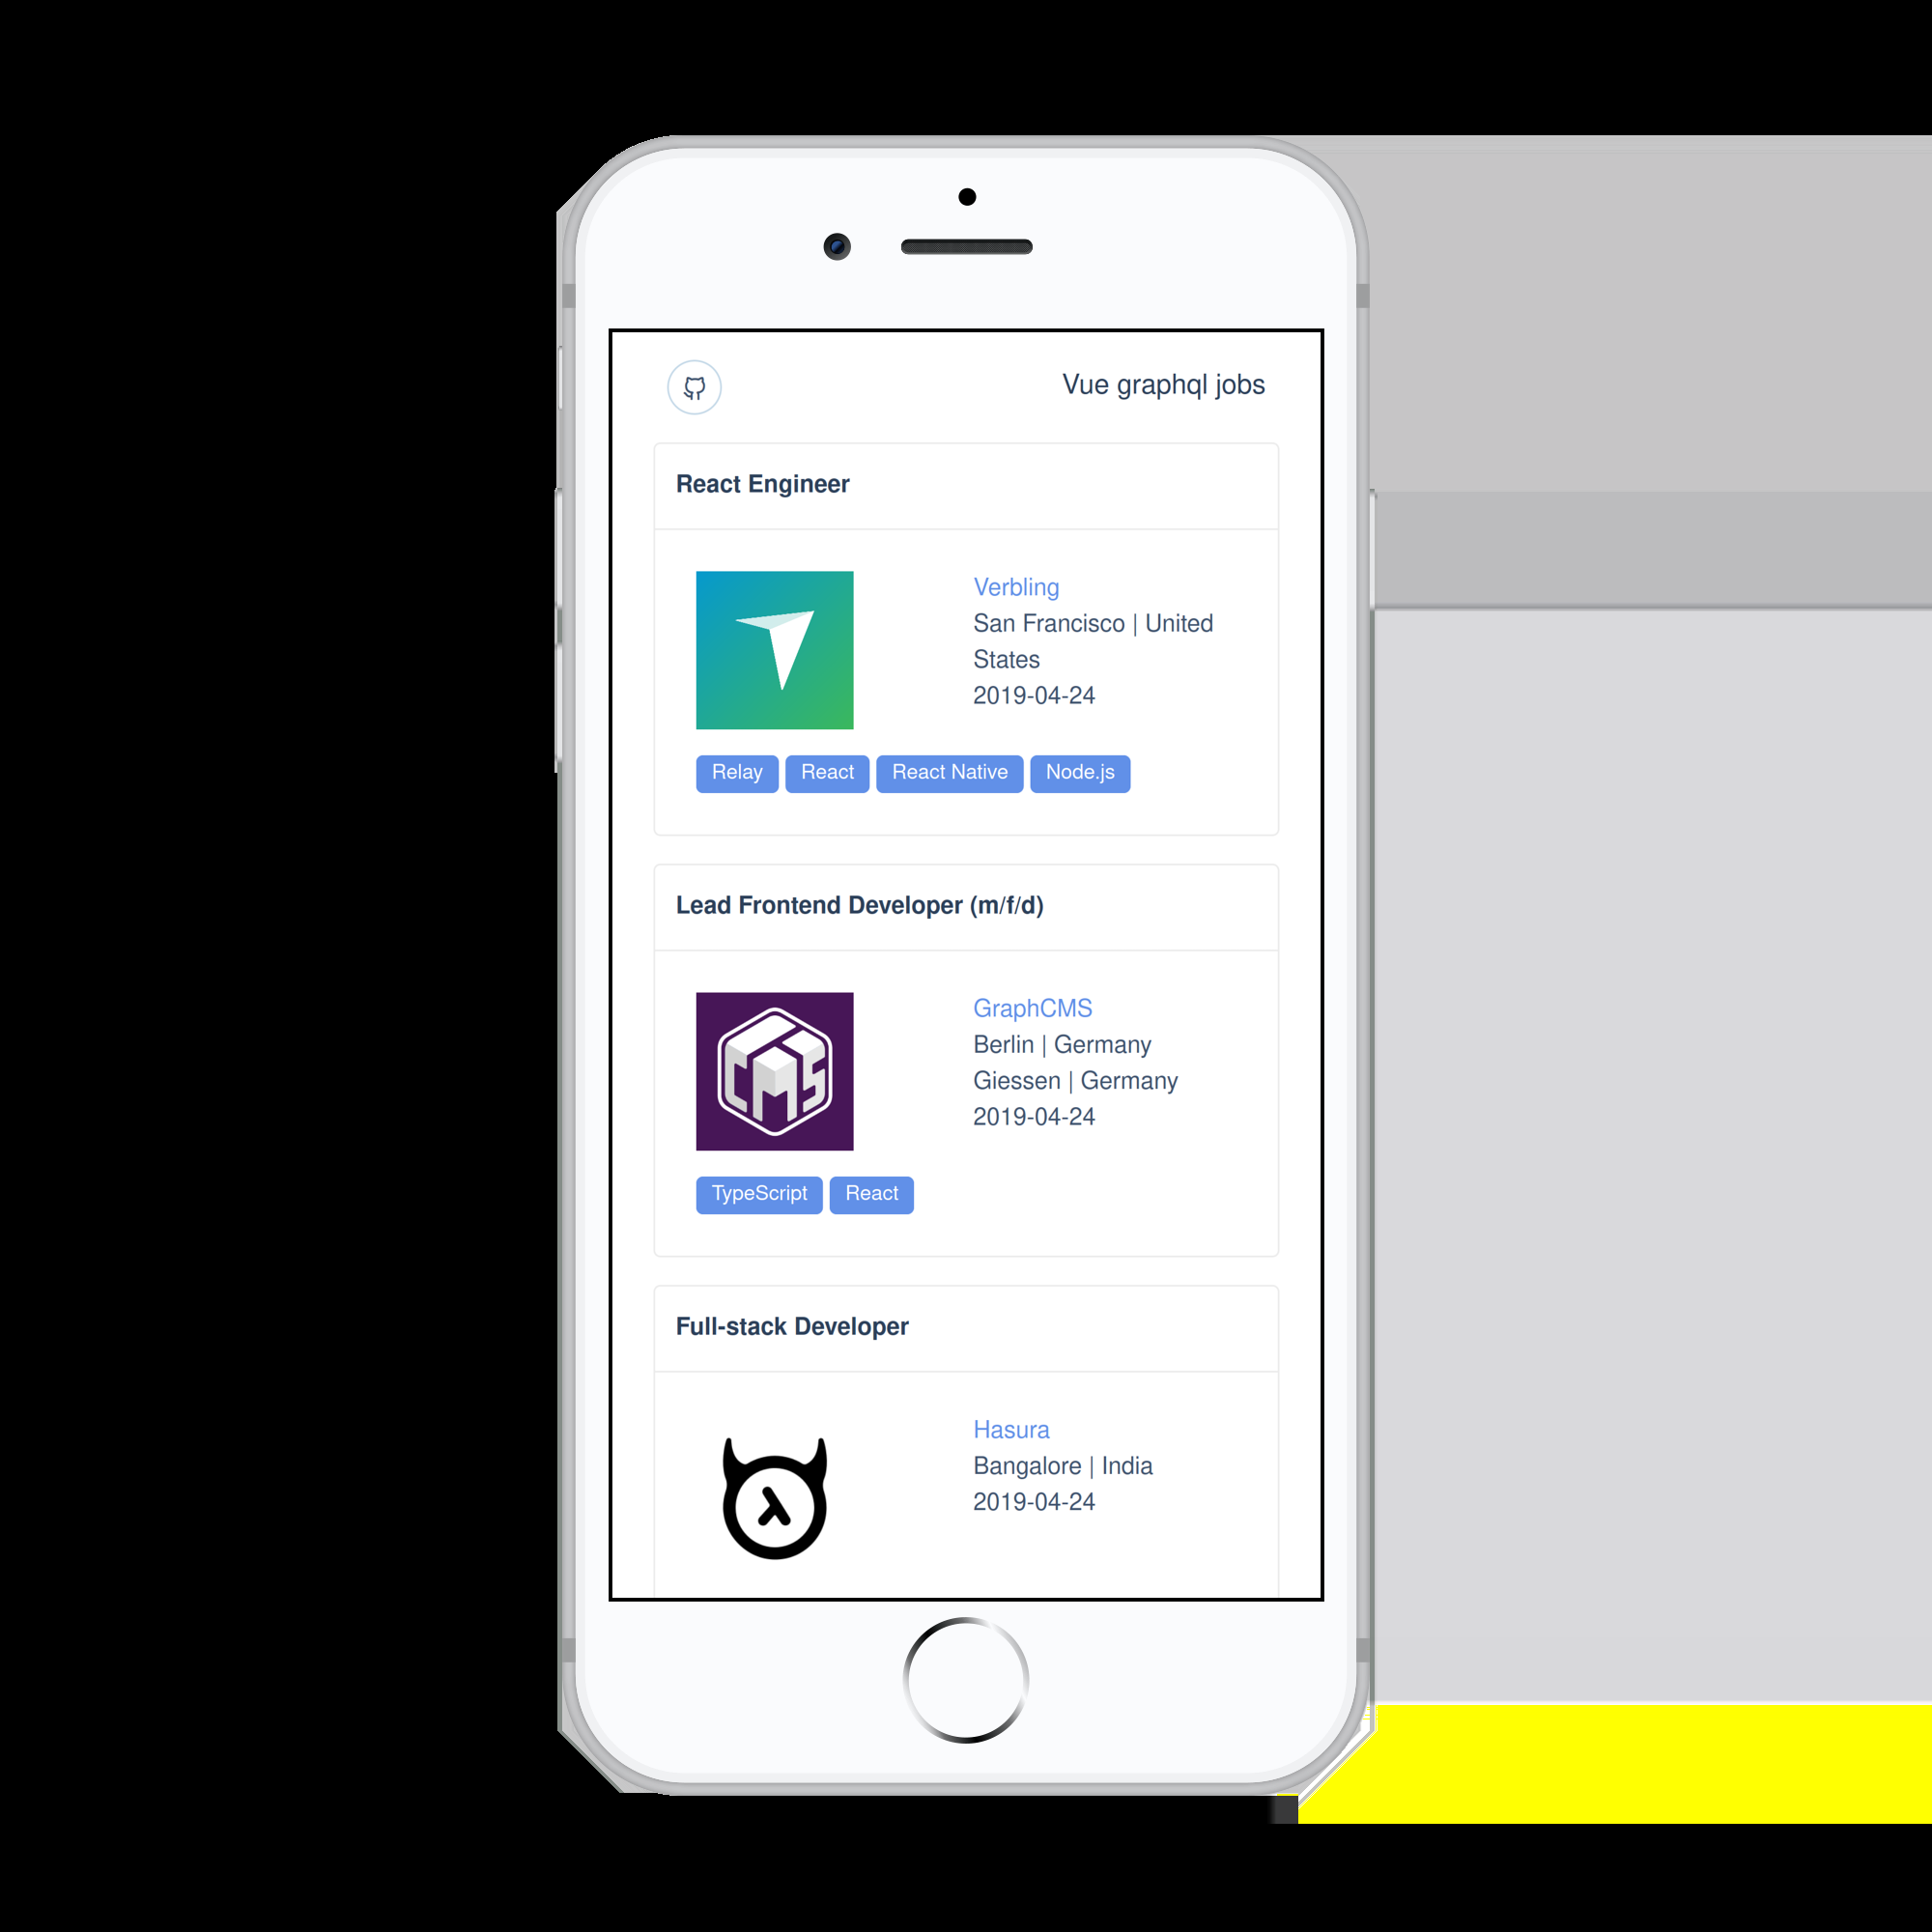 Vue graphql jobs
React Engineer
Verbling
San Francisco | United
States
2019-04-24
Relay React React Native Node.js
Lead Frontend Developer (m/f/d)
CMS
GraphCMS
Berlin | Germany
Giessen | Germany
2019-04-24
TypeScript React
Full-stack Developer
Hasura
Bangalore | India
2019-04-24